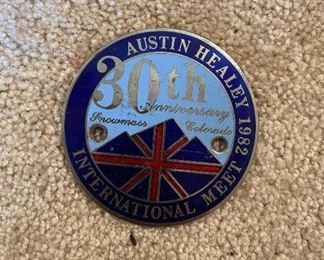 AUSTIN HEALEY 1982
30th
Anniversary
Snowmass Colorado
INTERNATIONAL MEET